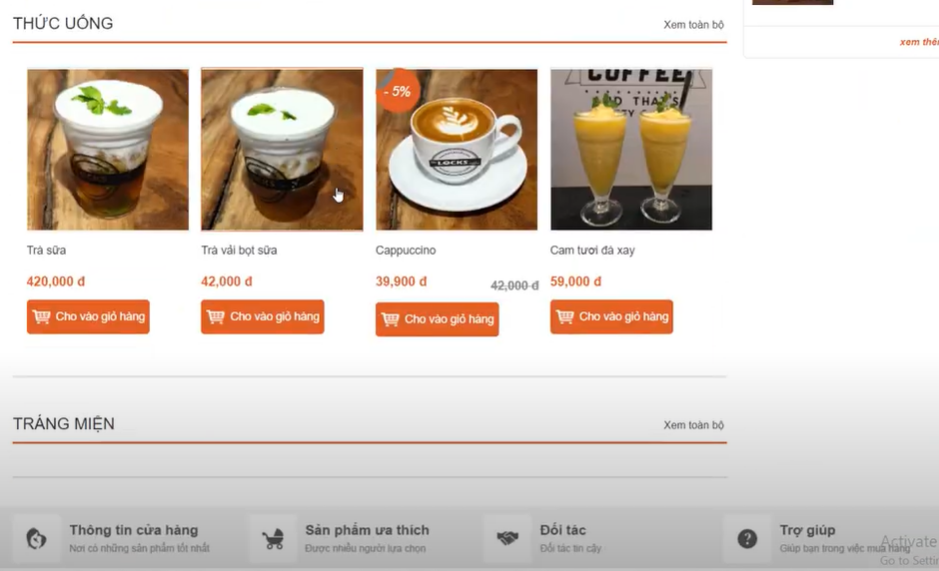 THỨC UỐNG
Xem toàn bộ
xem thê
- 5%
LOCKS
COFFEE
Trà sữa
Trà vải bọt sữa
Cappuccino
Cam tươi đá xay
420,000 đ
42,000 đ
39,900 đ
42,000 đ
59,000 đ
Cho vào giỏ hàng
Cho vào giỏ hàng
Cho vào giỏ hàng
Cho vào giỏ hàng
TRÁNG MIỆN
Xem toàn bộ
Thông tin cửa hàng
Nơi có những sản phẩm tốt nhất
Sản phẩm ưa thích
Được nhiều người lựa chọn
Đối tác
Đối tác tin cậy
Trợ giúp
Giúp bạn trong việc mua hàng
Activate
Go to Settin